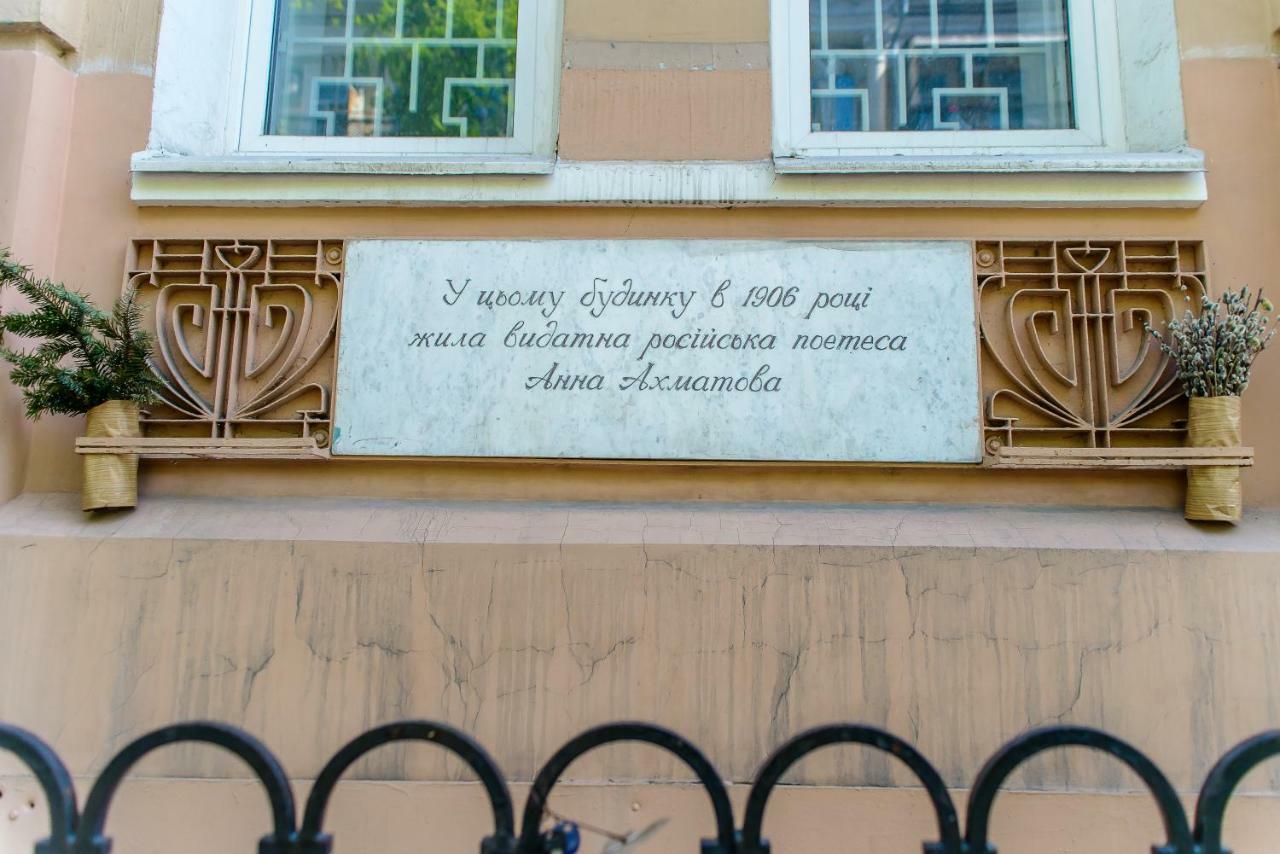 У цьому будинку в 1906 році
жила видатна російська поетеса
Анна Ахматова